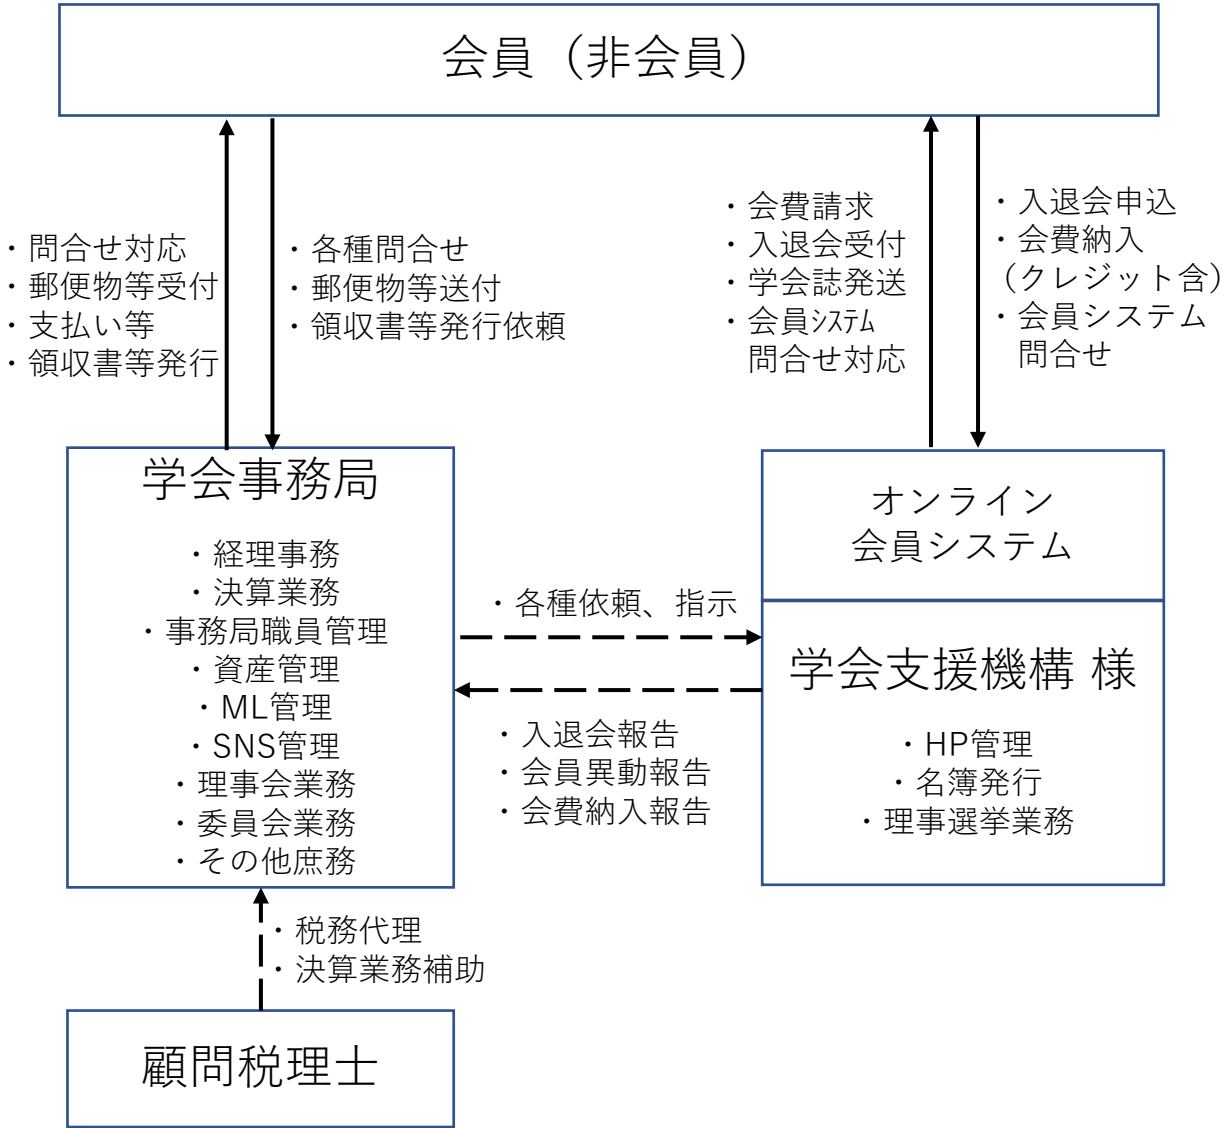 会員（非会員）
・問合せ対応
・郵便物等受付
・支払い等
・領収書等発行
・各種問合せ
・郵便物等送付
・領収書等発行依頼
・会費請求
・入退会受付
・学会誌発送
・会員ｼｽﾃﾑ
問合せ対応
・入退会申込
・会費納入
（クレジット含）
・会員システム
問合せ
学会事務局
・経理事務
・決算業務
・事務局職員管理
・資産管理
・ML管理
・SNS管理
・理事会業務
・委員会業務
・その他庶務
・各種依頼、指示
・入退会報告
・会員異動報告
・会費納入報告
オンライン
会員システム
学会支援機構 様
・HP管理
・名簿発行
・理事選挙業務
・税務代理
・決算業務補助
顧問税理士